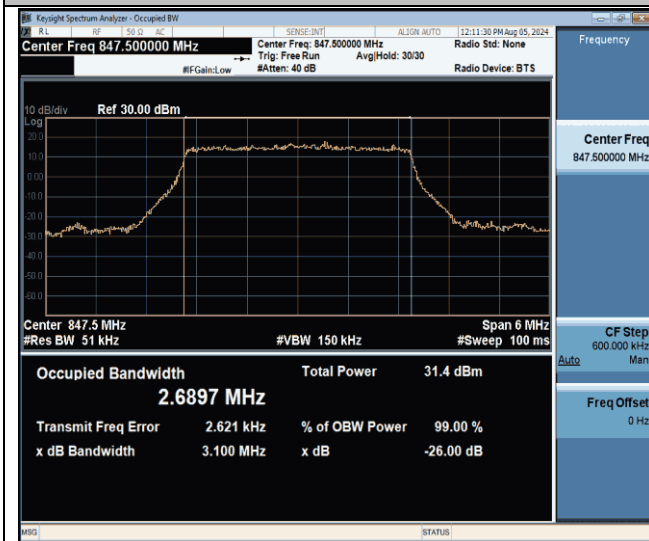 Keysight Spectrum Analyzer - Occupied BW
RL RF 50 Ω AC SENSE:INT ALIGN AUTO 12:11:30 PM Aug 05, 2024
Center Freq 847.500000 MHz
Center Freq: 847.500000 MHz Radio Std: None
Trig: Free Run Avg|Hold: 30/30
#IFGain:Low #Atten: 40 dB Radio Device: BTS
10 dB/div Ref 30.00 dBm
Log
20.0
10.0
0.00
-10.0
-20.0
-30.0
-40.0
-50.0
-60.0
Center 847.5 MHz Span 6 MHz
#Res BW 51 kHz #VBW 150 kHz #Sweep 100 ms
Occupied Bandwidth Total Power 31.4 dBm
2.6897 MHz
Transmit Freq Error 2.621 kHz % of OBW Power 99.00 %
x dB Bandwidth 3.100 MHz x dB -26.00 dB
MSG STATUS
Frequency
Center Freq
847.500000 MHz
CF Step
600.000 kHz
Auto Man
Freq Offset
0 Hz